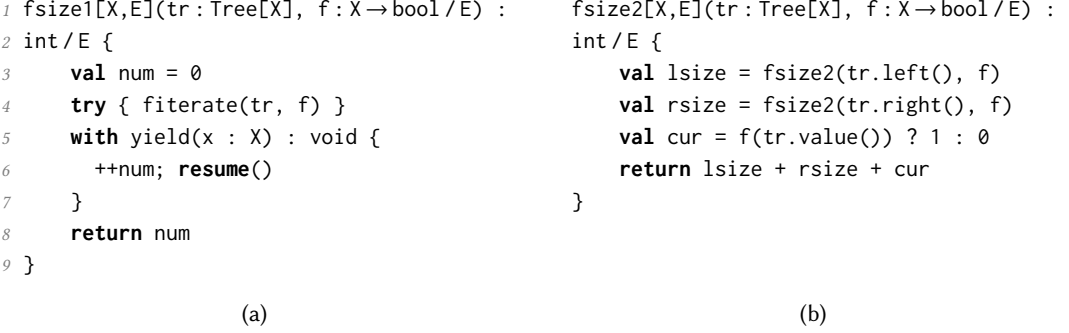 1 fsize1[X,E](tr : Tree[X], f : X → bool / E) :
2 int / E {
3     val num = 0
4     try { fiterate(tr, f) }
5     with yield(x : X) : void {
6       ++num; resume()
7     }
8     return num
9 }
(a)
fsize2[X,E](tr : Tree[X], f : X → bool / E) :
int / E {
    val lsize = fsize2(tr.left(), f)
    val rsize = fsize2(tr.right(), f)
    val cur = f(tr.value()) ? 1 : 0
    return lsize + rsize + cur
}
(b)